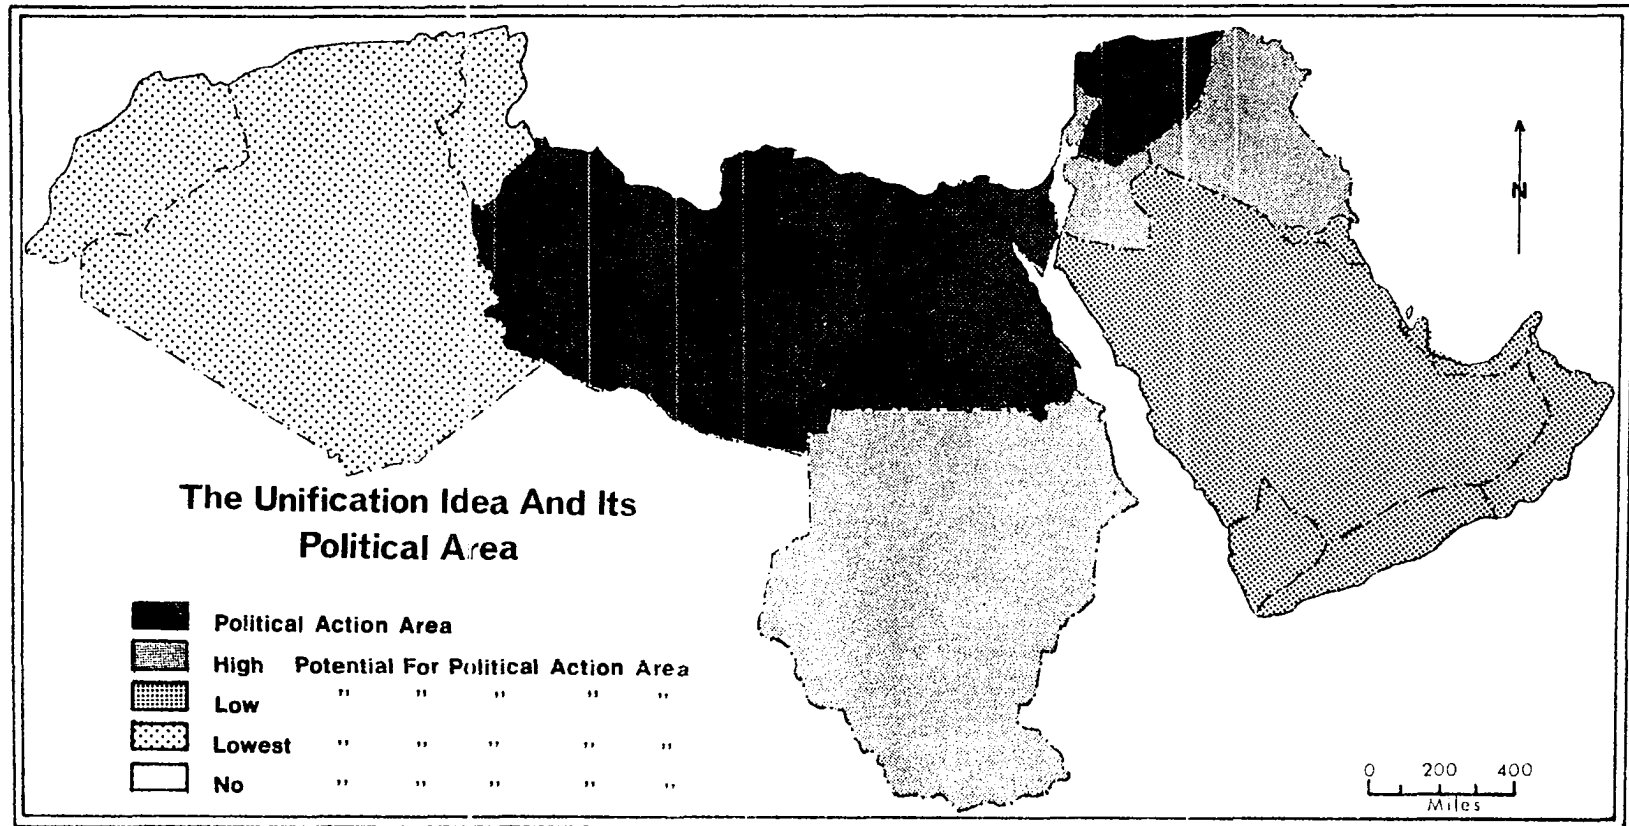 N
The Unification Idea And Its
Political Area
Political Action Area
High Potential For Political Action Area
Low " " " " "
Lowest " " " " "
No " " " " "
0 200 400
Miles